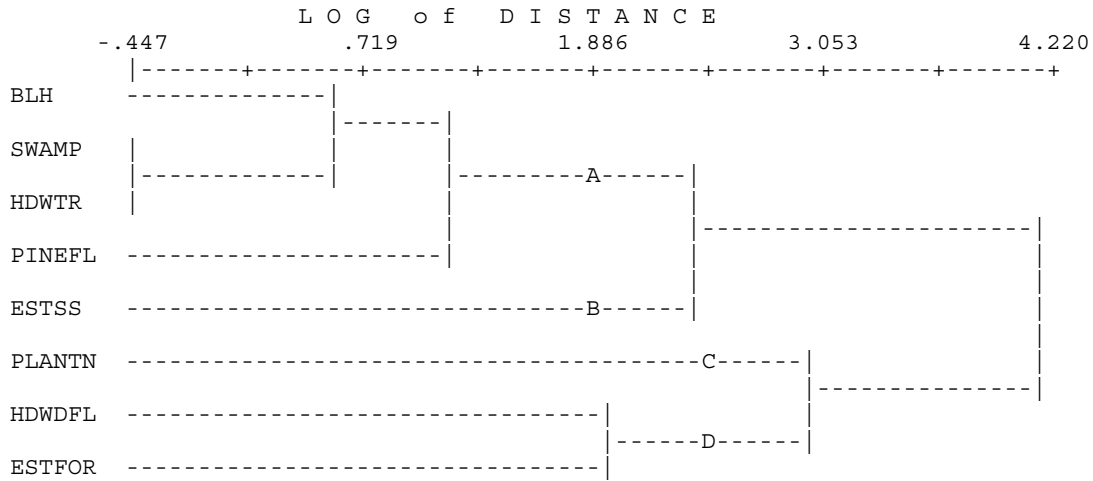 L O G o f D I S T A N C E
-.447 .719 1.886 3.053 4.220
BLH
SWAMP
A
HDWTR
PINEFL
ESTSS B
PLANTN C
HDWDFL
D
ESTFOR